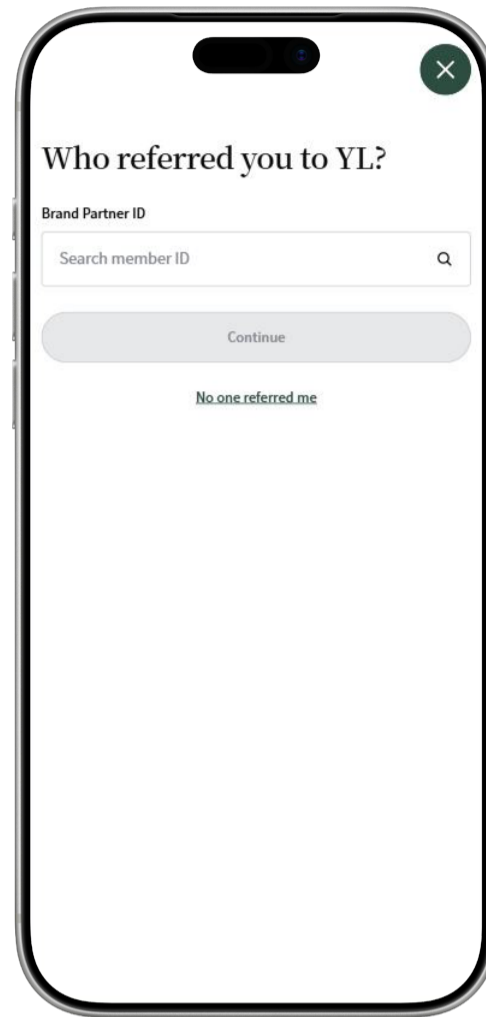 Who referred you to YL?
Brand Partner ID
Search member ID
Continue
No one referred me